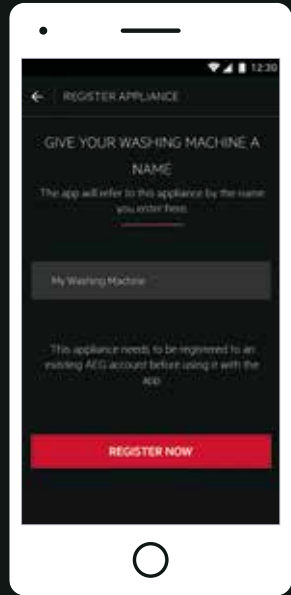 12:30
REGISTER APPLIANCE
GIVE YOUR WASHING MACHINE A
NAME
The app will refer to this appliance by the name
you enter here.
My Washing Machine
This appliance needs to be registered to an
existing AEG account before using it with the
app
REGISTER NOW